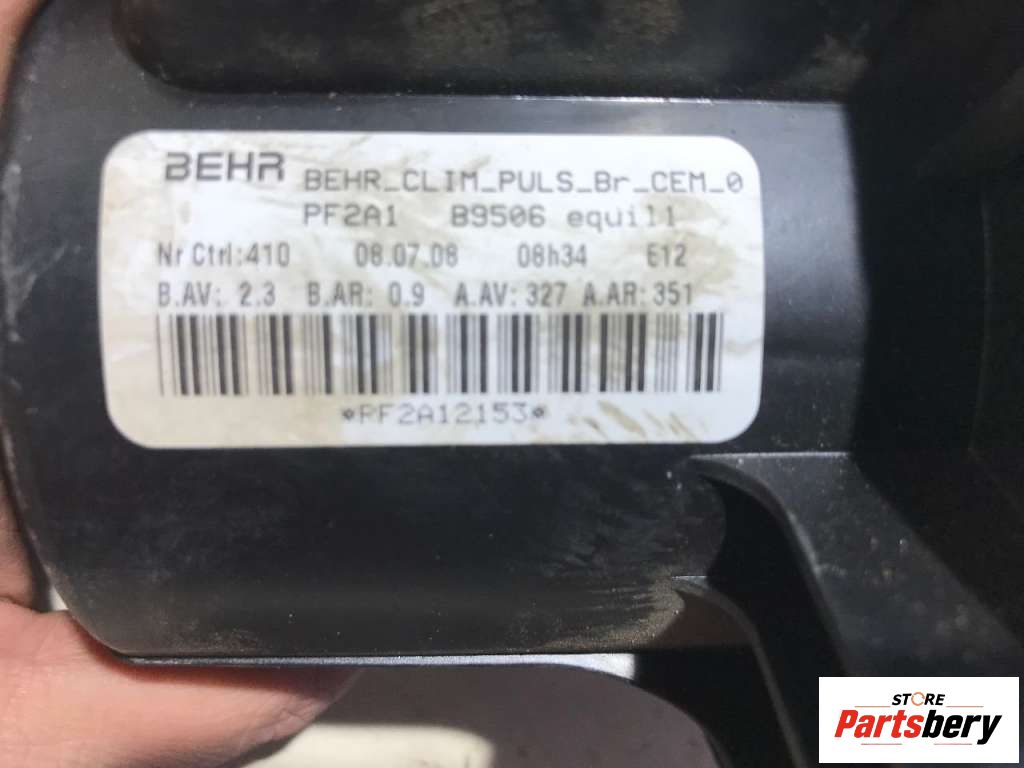 BEHR BEHR_CLIM_PULS_Br_CEM_0
PF2A1 B9506 equil1
Nr Ctrl:410 08.07.08 08h34 E12
B.AV: 2.3 B.AR: 0.9 A.AV:327 A.AR:351
*PF2A12153*
STORE
Partsbery